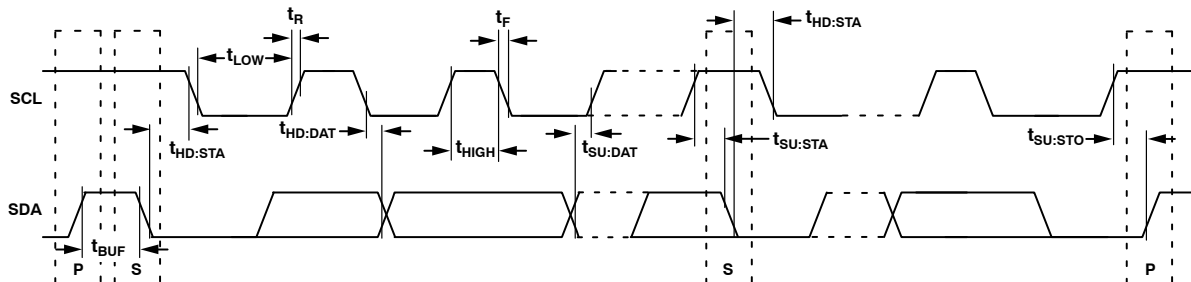 tR
tF
tHD:STA
tLOW
SCL
tHD:STA
tHD:DAT
tHIGH
tSU:DAT
tSU:STA
tSU:STO
SDA
tBUF
P
S
S
P